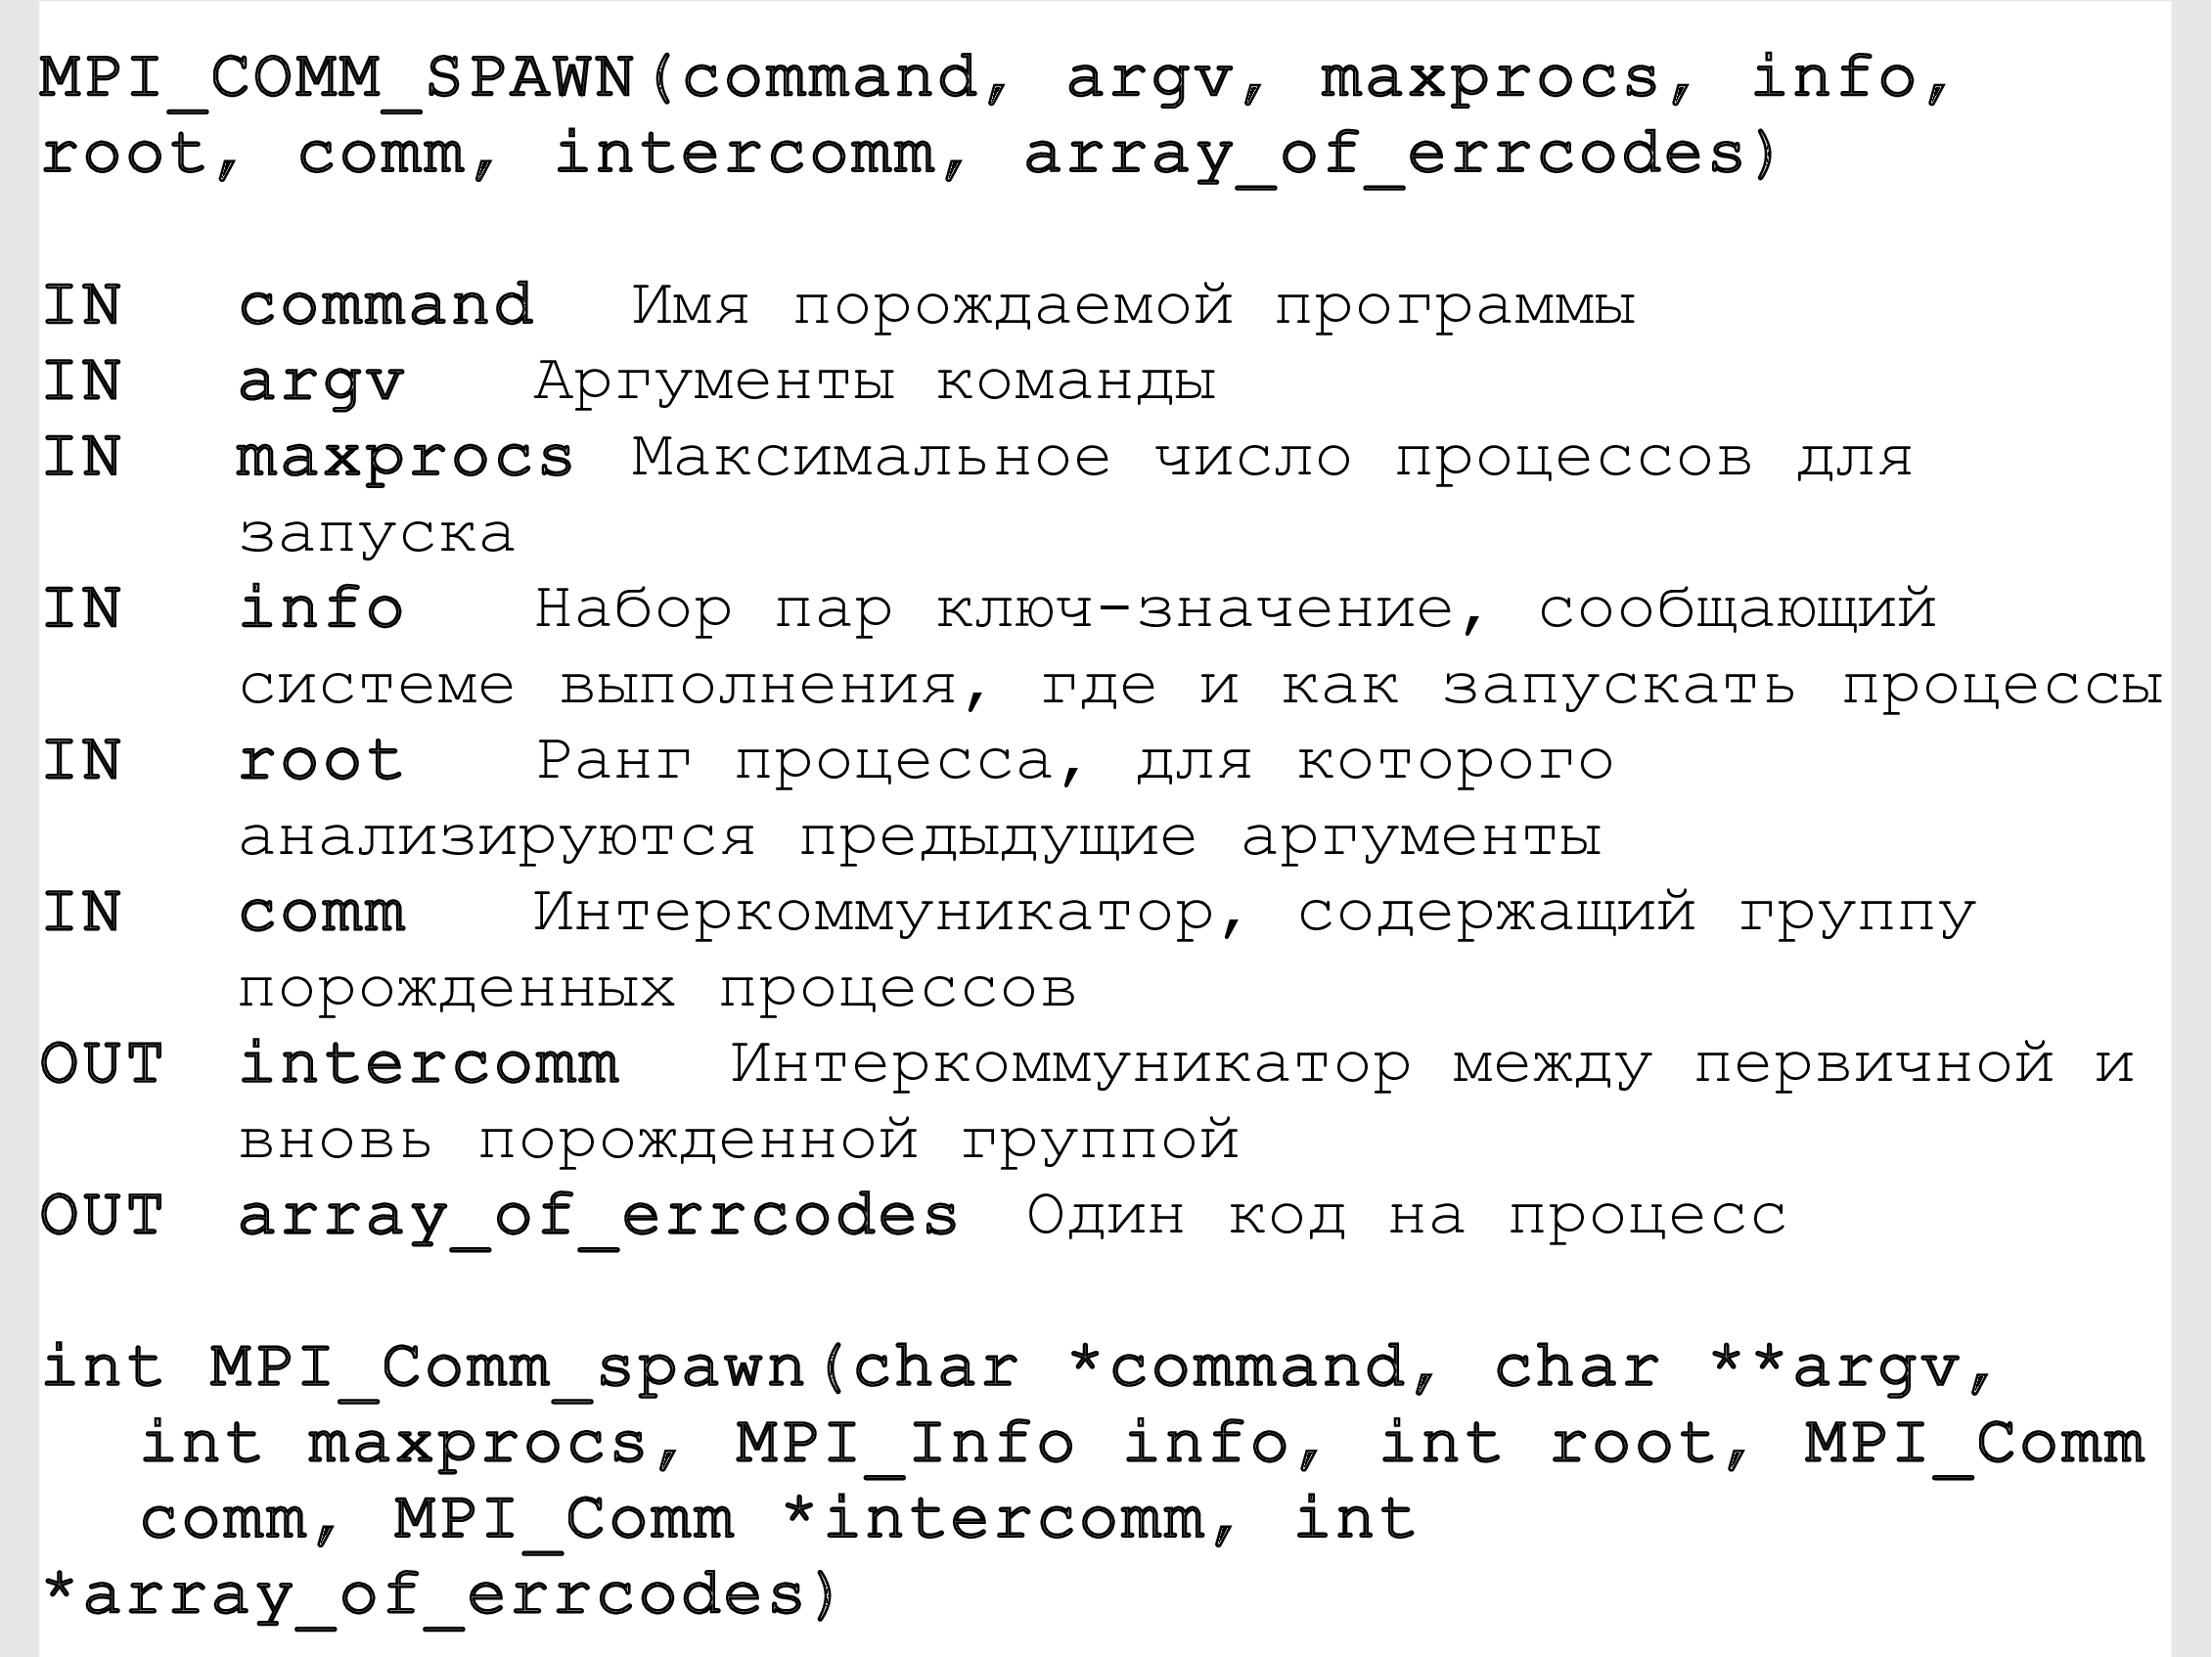 MPI_COMM_SPAWN(command, argv, maxprocs, info,
root, comm, intercomm, array_of_errcodes)
IN command Имя порождаемой программы
IN argv Аргументы команды
IN maxprocs Максимальное число процессов для
запуска
IN info Набор пар ключ-значение, сообщающий
системе выполнения, где и как запускать процессы
IN root Ранг процесса, для которого
анализируются предыдущие аргументы
IN comm Интеркоммуникатор, содержащий группу
порожденных процессов
OUT intercomm Интеркоммуникатор между первичной и
вновь порожденной группой
OUT array_of_errcodes Один код на процесс
int MPI_Comm_spawn(char *command, char **argv,
int maxprocs, MPI_Info info, int root, MPI_Comm
comm, MPI_Comm *intercomm, int
*array_of_errcodes)